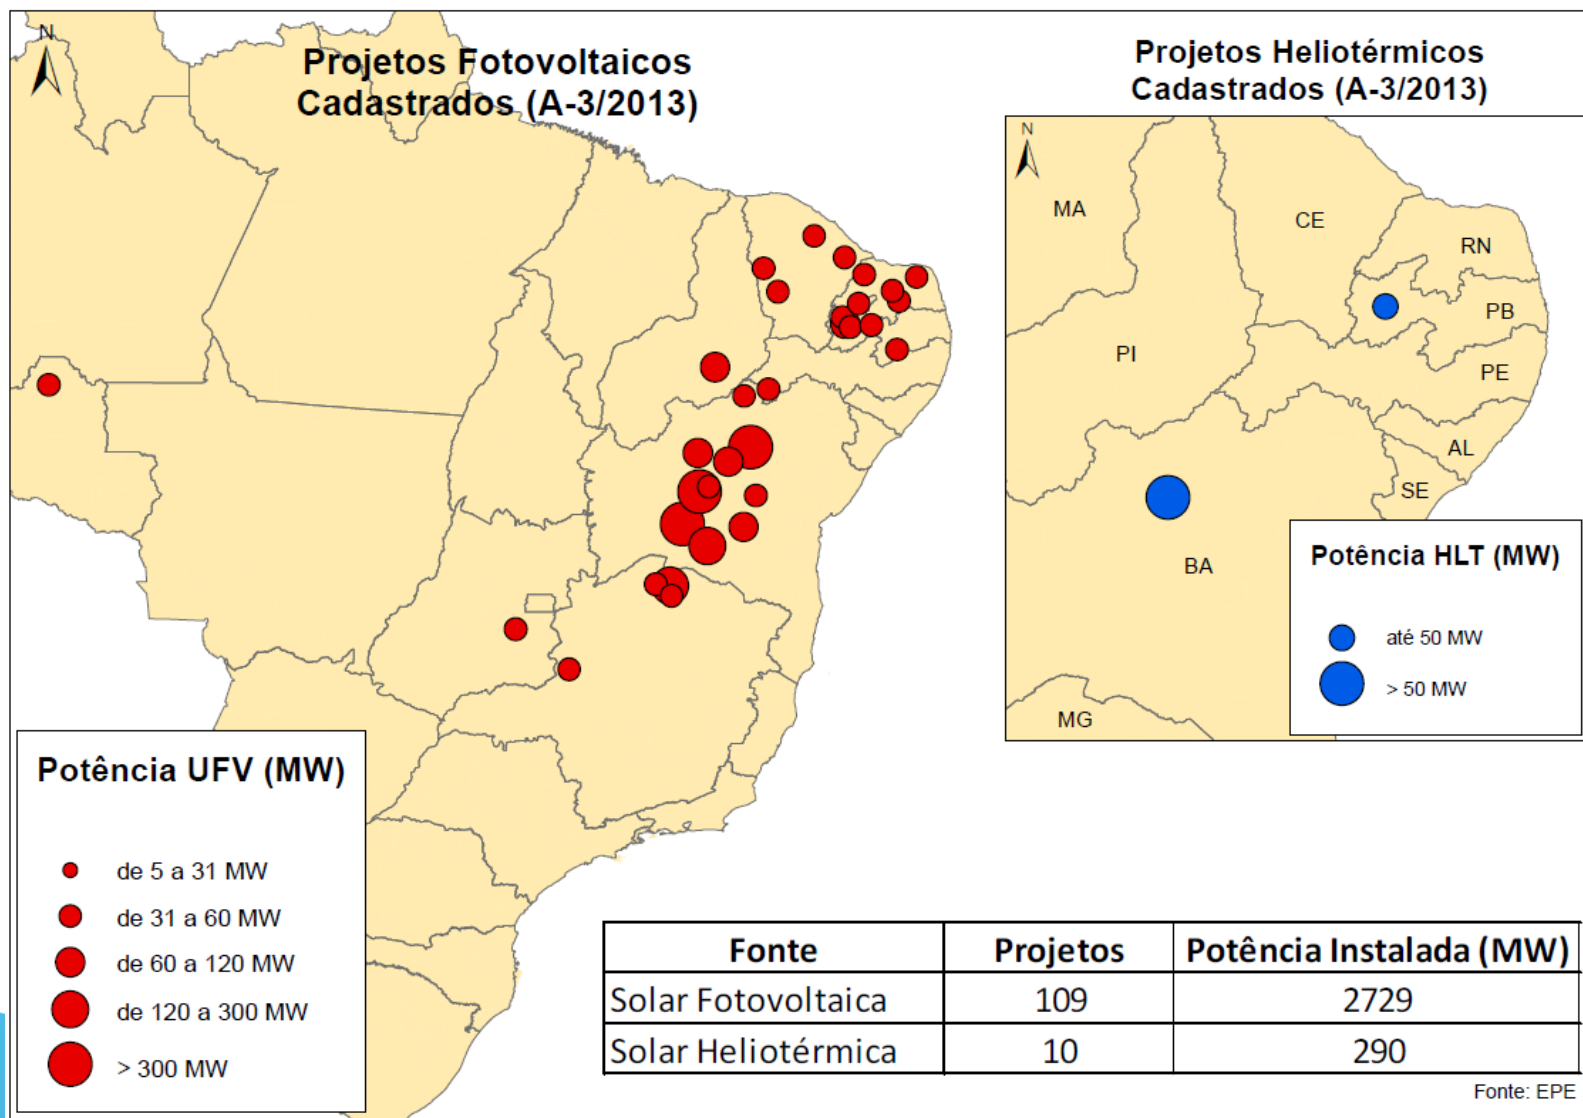 N
Projetos Fotovoltaicos
Cadastrados (A-3/2013)
Projetos Heliotérmicos
Cadastrados (A-3/2013)
N
MA
CE
RN
PB
PI
PE
AL
SE
BA
MG
Potência HLT (MW)
até 50 MW
> 50 MW
Potência UFV (MW)
de 5 a 31 MW
de 31 a 60 MW
de 60 a 120 MW
de 120 a 300 MW
> 300 MW
Fonte Projetos Potência Instalada (MW)
Solar Fotovoltaica 109 2729
Solar Heliotérmica 10 290
Fonte: EPE